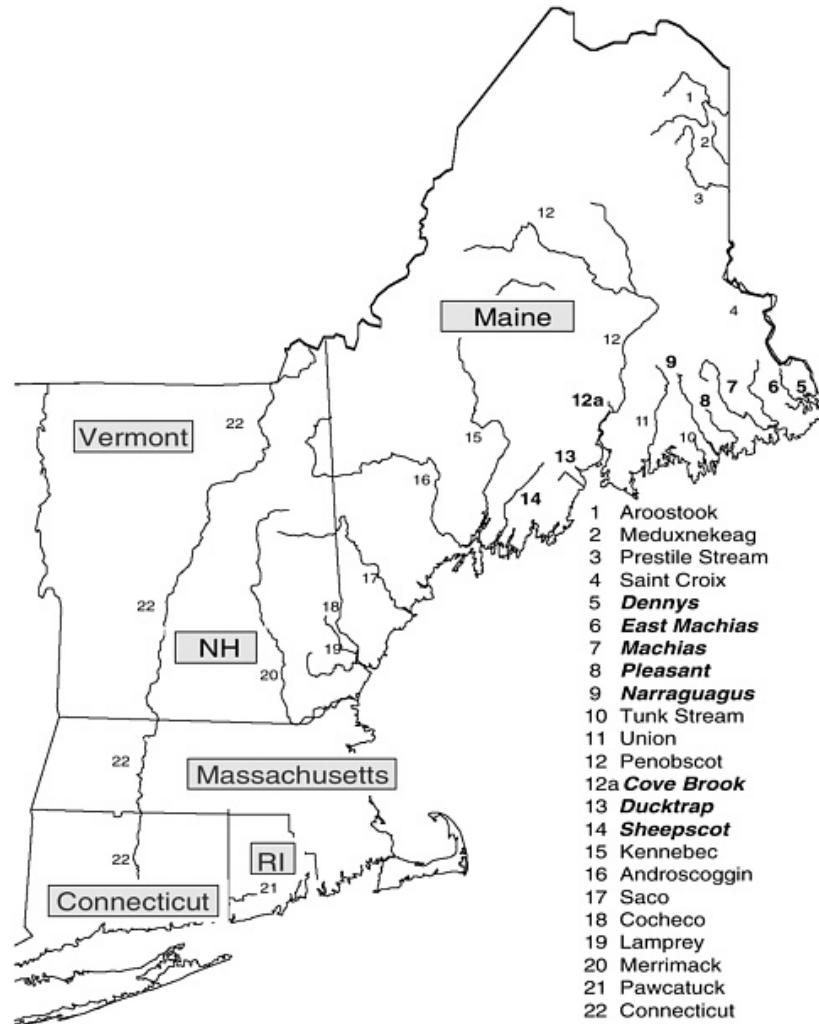 1
2
3
12
4
Maine
12
9
7
6
5
12a
8
22
Vermont
11
10
15
13
16
14
17
22
18
NH
19
20
22
Massachusetts
22
RI
21
Connecticut
1 Aroostook
2 Meduxnekeag
3 Prestile Stream
4 Saint Croix
5 Dennys
6 East Machias
7 Machias
8 Pleasant
9 Narraguagus
10 Tunk Stream
11 Union
12 Penobscot
12a Cove Brook
13 Ducktrap
14 Sheepscot
15 Kennebec
16 Androscoggin
17 Saco
18 Cocheco
19 Lamprey
20 Merrimack
21 Pawcatuck
22 Connecticut